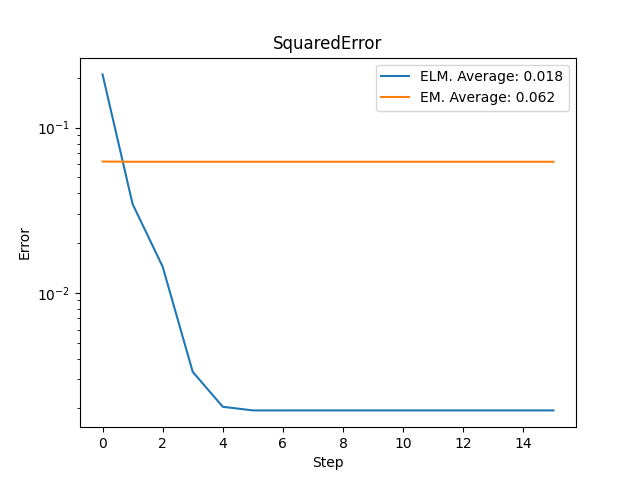 SquaredError
ELM. Average: 0.018
EM. Average: 0.062
10⁻¹
10⁻²
Error
0 2 4 6 8 10 12 14
Step